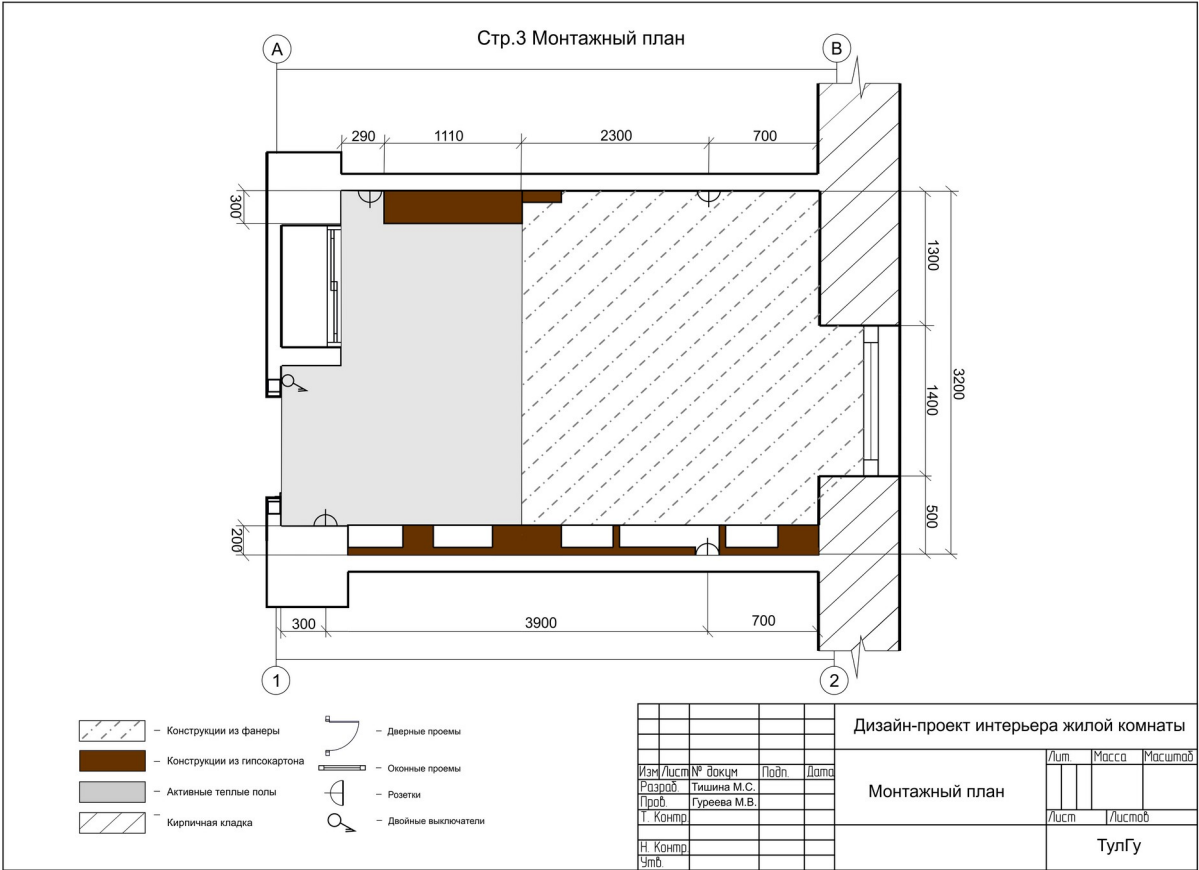 Стр.3 Монтажный план
А
В
290
1110
2300
700
300
1300
3200
1400
500
200
300
3900
700
1
2
– Конструкции из фанеры
– Конструкции из гипсокартона
– Активные теплые полы
– Кирпичная кладка
– Дверные проемы
– Оконные проемы
– Розетки
– Двойные выключатели
Дизайн-проект интерьера жилой комнаты
Изм Лист № докум Подп. Дата
Разраб. Тишина М.С.
Пров. Гуреева М.В.
Т. Контр.
Н. Контр.
Утв.
Монтажный план
Лит. Масса Масштаб
Лист Листов
ТулГу